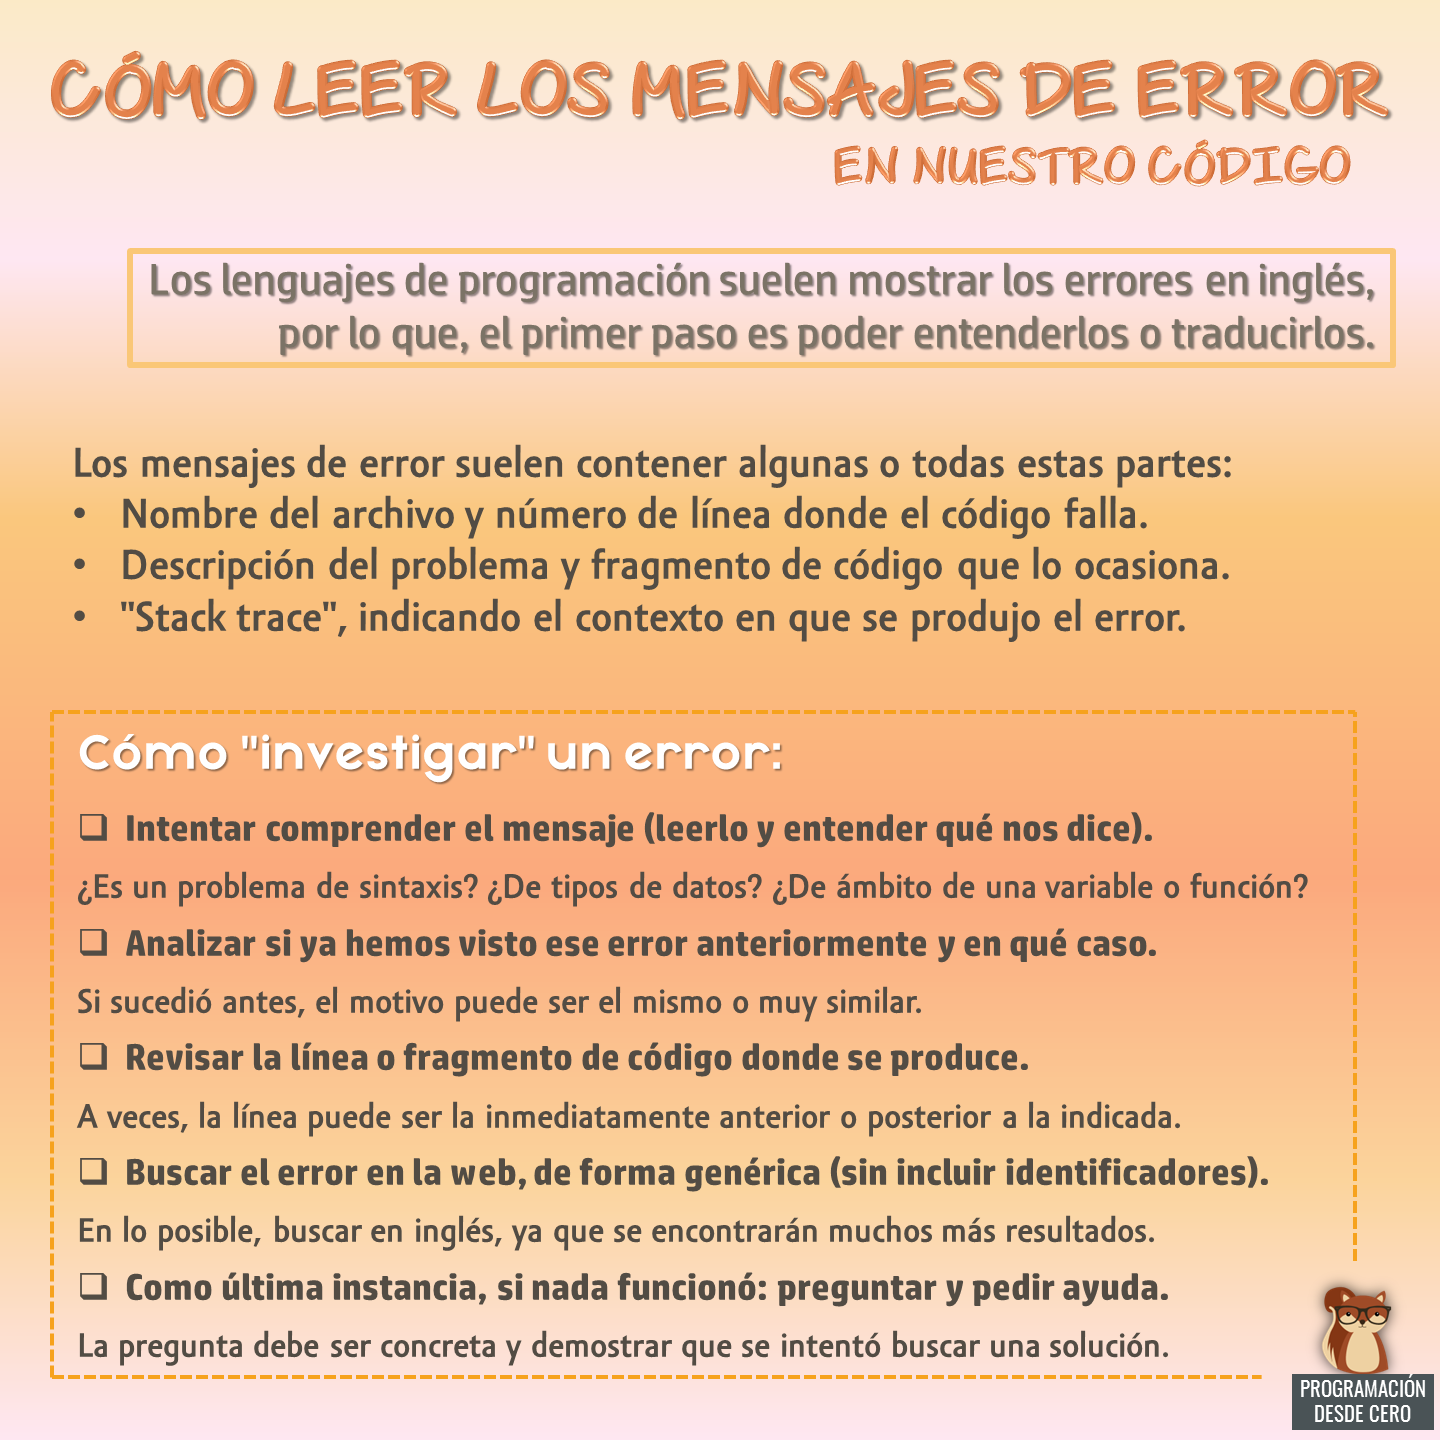 CÓMO LEER LOS MENSAJES DE ERROR
EN NUESTRO CÓDIGO
Los lenguajes de programación suelen mostrar los errores en inglés,
por lo que, el primer paso es poder entenderlos o traducirlos.
Los mensajes de error suelen contener algunas o todas estas partes:
• Nombre del archivo y número de línea donde el código falla.
• Descripción del problema y fragmento de código que lo ocasiona.
• "Stack trace", indicando el contexto en que se produjo el error.
Cómo "investigar" un error:
❑ Intentar comprender el mensaje (leerlo y entender qué nos dice).
¿Es un problema de sintaxis? ¿De tipos de datos? ¿De ámbito de una variable o función?
❑ Analizar si ya hemos visto ese error anteriormente y en qué caso.
Si sucedió antes, el motivo puede ser el mismo o muy similar.
❑ Revisar la línea o fragmento de código donde se produce.
A veces, la línea puede ser la inmediatamente anterior o posterior a la indicada.
❑ Buscar el error en la web, de forma genérica (sin incluir identificadores).
En lo posible, buscar en inglés, ya que se encontrarán muchos más resultados.
❑ Como última instancia, si nada funcionó: preguntar y pedir ayuda.
La pregunta debe ser concreta y demostrar que se intentó buscar una solución.
PROGRAMACIÓN
DESDE CERO